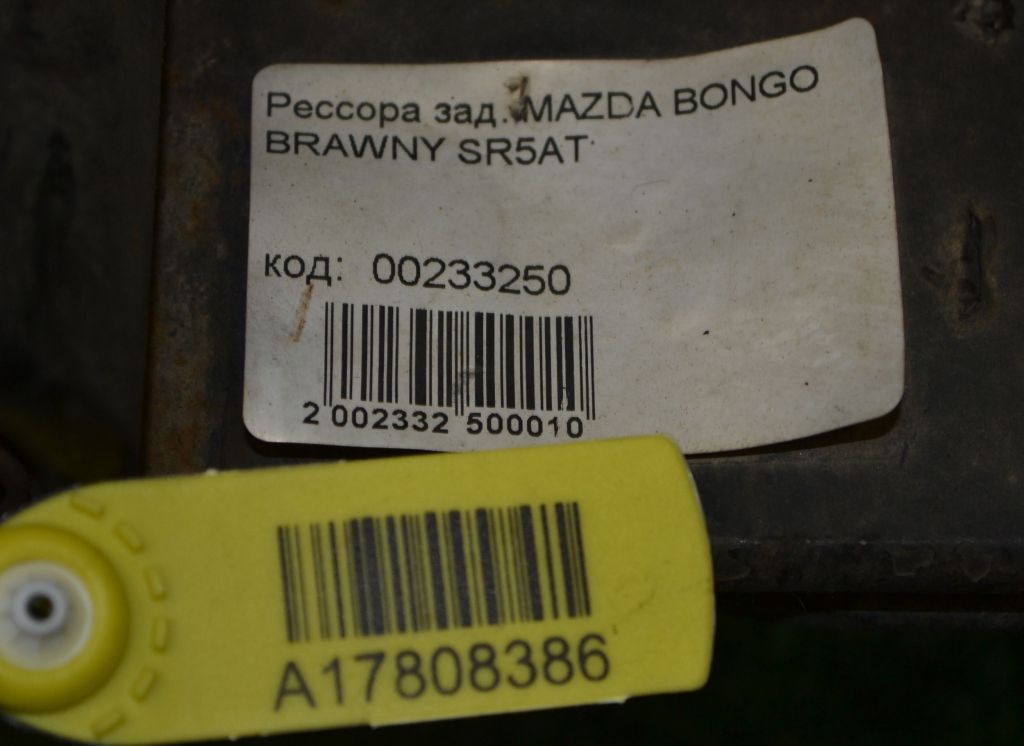 Рессора зад. MAZDA BONGO
BRAWNY SR5AT
код: 00233250
2 002332 500010
A17808386